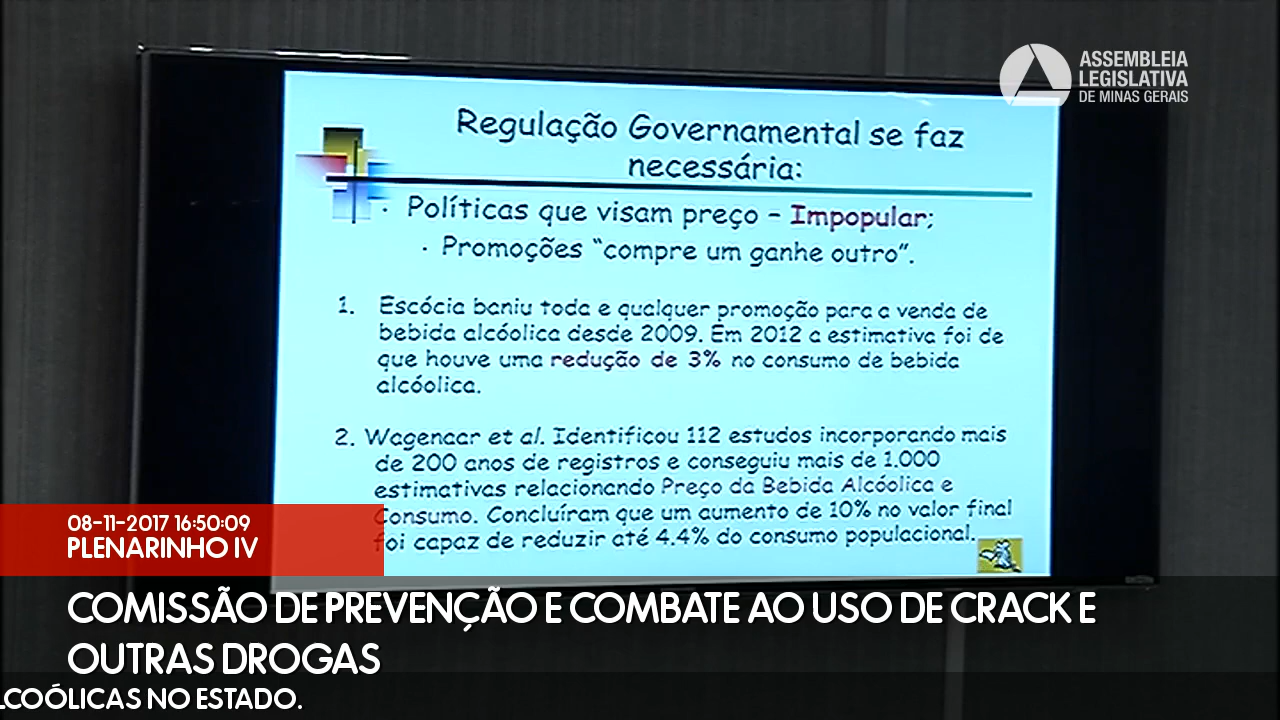 ASSEMBLEIA
LEGISLATIVA
DE MINAS GERAIS
Regulação Governamental se faz
necessária:
· Políticas que visam preço – Impopular;
· Promoções “compre um ganhe outro”.
1. Escócia baniu toda e qualquer promoção para a venda de
bebida alcóolica desde 2009. Em 2012 a estimativa foi de
que houve uma redução de 3% no consumo de bebida
alcóolica.
2. Wagenaar et al. Identificou 112 estudos incorporando mais
de 200 anos de registros e conseguiu mais de 1.000
estimativas relacionando Preço da Bebida Alcóolica e
Consumo. Concluíram que um aumento de 10% no valor final
foi capaz de reduzir até 4.4% do consumo populacional.
08-11-2017 16:50:09
PLENARINHO IV
COMISSÃO DE PREVENÇÃO E COMBATE AO USO DE CRACK E
OUTRAS DROGAS
LCOÓLICAS NO ESTADO.